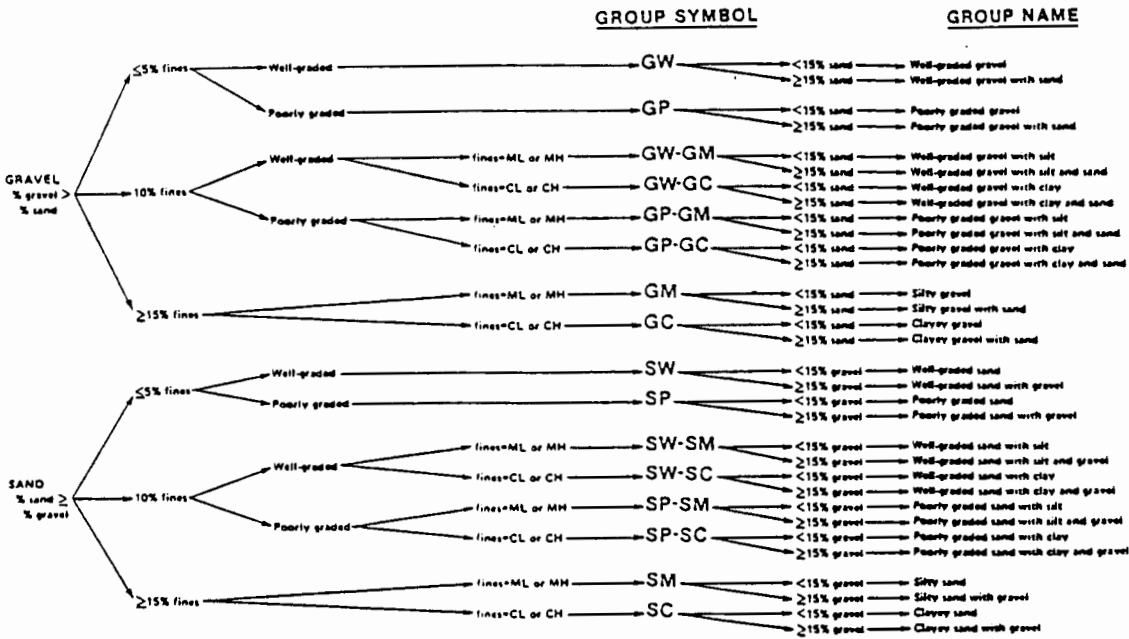 GROUP SYMBOL GROUP NAME
≤5% fines Well-graded GW <15% sand Well-graded gravel
≥15% sand Well-graded gravel with sand
Poorly graded GP <15% sand Poorly graded gravel
≥15% sand Poorly graded gravel with sand
GRAVEL
% gravel >
% sand
10% fines Well-graded fines=ML or MH GW-GM <15% sand Well-graded gravel with silt
≥15% sand Well-graded gravel with silt and sand
fines=CL or CH GW-GC <15% sand Well-graded gravel with clay
≥15% sand Well-graded gravel with clay and sand
Poorly graded fines=ML or MH GP-GM <15% sand Poorly graded gravel with silt
≥15% sand Poorly graded gravel with silt and sand
fines=CL or CH GP-GC <15% sand Poorly graded gravel with clay
≥15% sand Poorly graded gravel with clay and sand
≥15% fines fines=ML or MH GM <15% sand Silty gravel
≥15% sand Silty gravel with sand
fines=CL or CH GC <15% sand Clayey gravel
≥15% sand Clayey gravel with sand
≤5% fines Well-graded SW <15% gravel Well-graded sand
≥15% gravel Well-graded sand with gravel
Poorly graded SP <15% gravel Poorly graded sand
≥15% gravel Poorly graded sand with gravel
SAND
% sand ≥
% gravel
10% fines Well-graded fines=ML or MH SW-SM <15% gravel Well-graded sand with silt
≥15% gravel Well-graded sand with silt and gravel
fines=CL or CH SW-SC <15% gravel Well-graded sand with clay
≥15% gravel Well-graded sand with clay and gravel
Poorly graded fines=ML or MH SP-SM <15% gravel Poorly graded sand with silt
≥15% gravel Poorly graded sand with silt and gravel
fines=CL or CH SP-SC <15% gravel Poorly graded sand with clay
≥15% gravel Poorly graded sand with clay and gravel
≥15% fines fines=ML or MH SM <15% gravel Silty sand
≥15% gravel Silty sand with gravel
fines=CL or CH SC <15% gravel Clayey sand
≥15% gravel Clayey sand with gravel